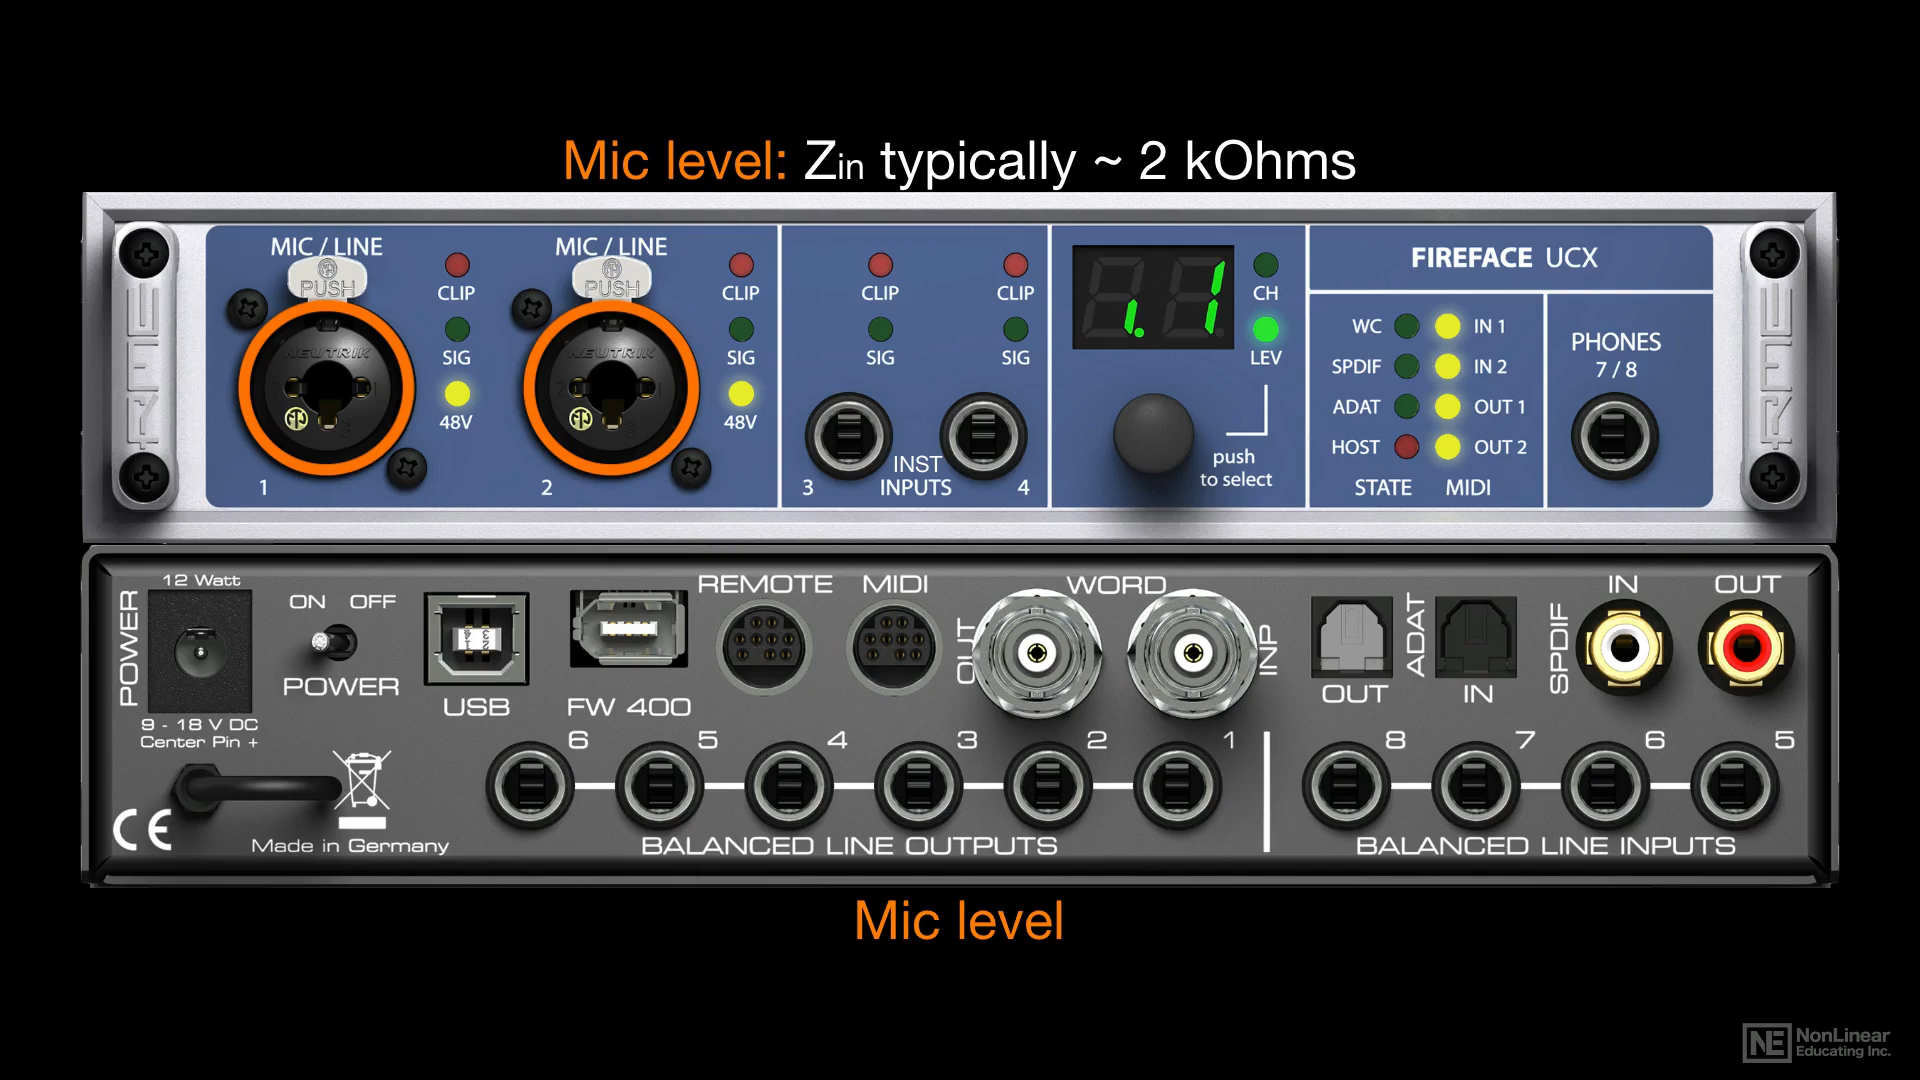 Mic level: Zin typically ~ 2 kOhms
RME
MIC / LINE
PUSH
NEUTRIK
1
CLIP
SIG
48V
MIC / LINE
PUSH
NEUTRIK
2
CLIP
SIG
48V
CLIP
SIG
CLIP
SIG
3
INST
INPUTS
4
CH
LEV
push
to select
FIREFACE UCX
WC
IN 1
SPDIF
IN 2
ADAT
OUT 1
HOST
OUT 2
STATE
MIDI
PHONES
7 / 8
RME
POWER
12 Watt
9 - 18 V DC
Center Pin +
ON OFF
POWER
USB
FW 400
REMOTE
MIDI
WORD
OUT
INP
ADAT
OUT
IN
SPDIF
IN
OUT
6
5
4
3
2
1
8
7
6
5
CE
Made in Germany
BALANCED LINE OUTPUTS
BALANCED LINE INPUTS
Mic level
NE
NonLinear
Educating Inc.